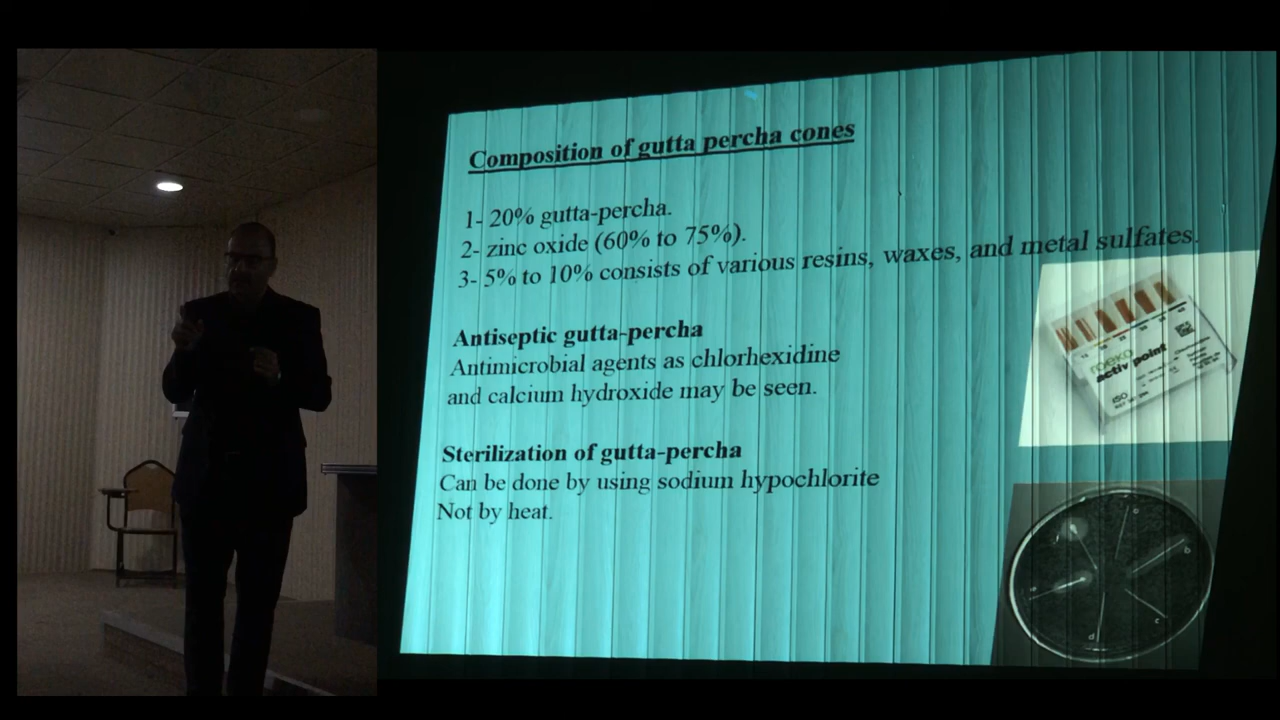 Composition of gutta percha cones
1- 20% gutta-percha.
2- zinc oxide (60% to 75%).
3- 5% to 10% consists of various resins, waxes, and metal sulfates.
Antiseptic gutta-percha
Antimicrobial agents as chlorhexidine
and calcium hydroxide may be seen.
Sterilization of gutta-percha
Can be done by using sodium hypochlorite
Not by heat.
roeko
activ point
ISO
b
c
d